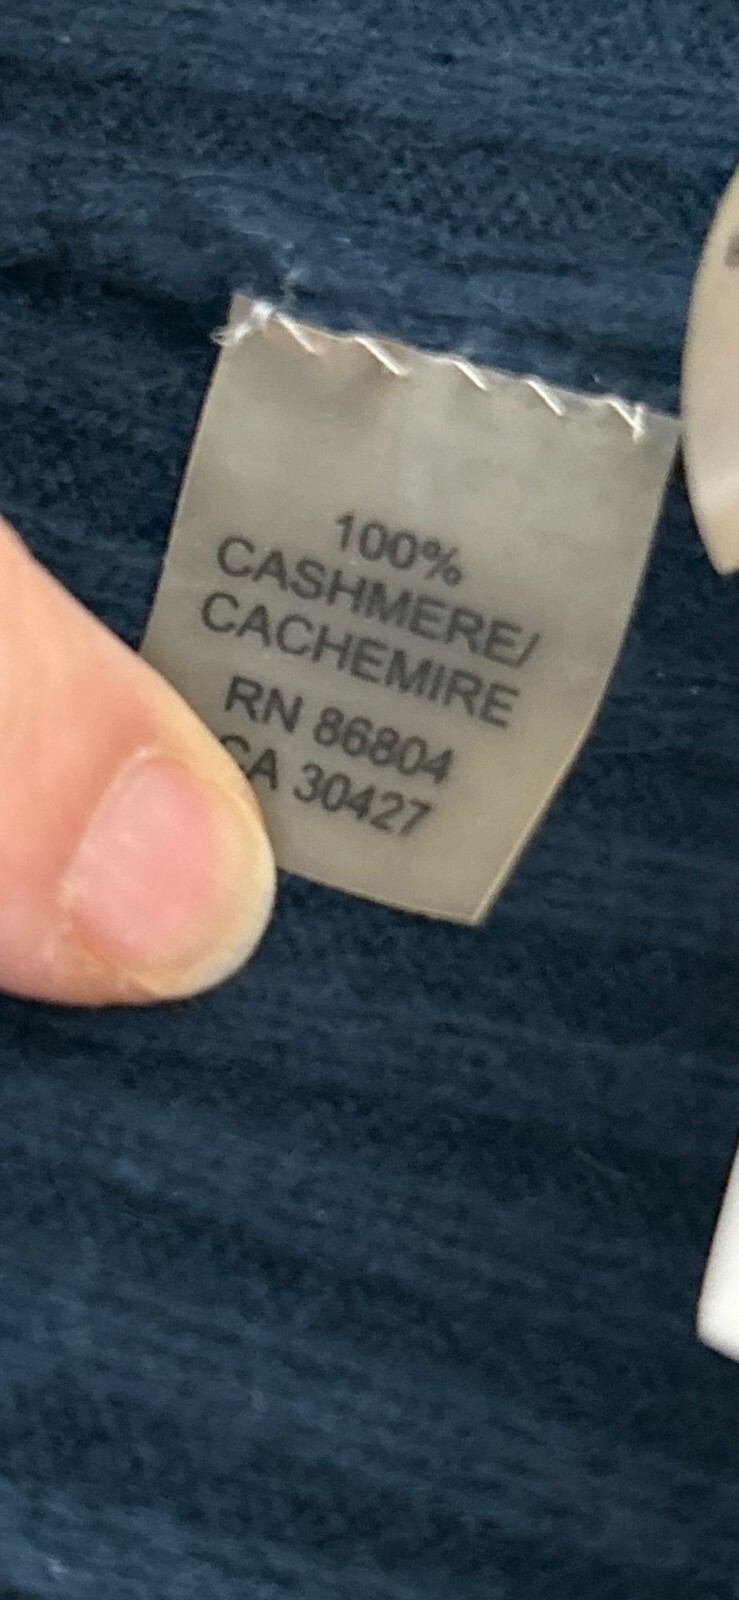 100%
CASHMERE/
CACHEMIRE
RN 86804
CA 30427